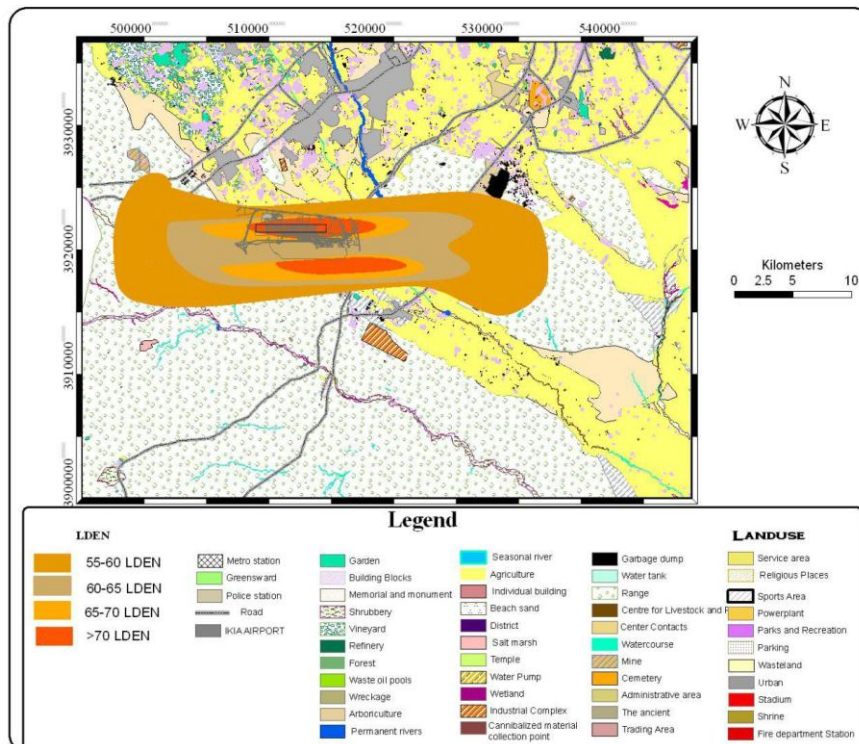 500000 510000 520000 530000 540000
3930000
3920000
3910000
3900000
N
W E
S
Kilometers
0 2.5 5 10
Legend
LDEN
55-60 LDEN
60-65 LDEN
65-70 LDEN
>70 LDEN
Metro station
Greensward
Police station
Road
IKIA AIRPORT
Garden
Building Blocks
Memorial and monument
Shrubbery
Vineyard
Refinery
Forest
Waste oil pools
Wreckage
Arboriculture
Permanent rivers
Seasonal river
Agriculture
Individual building
Beach sand
District
Salt marsh
Temple
Water Pump
Wetland
Industrial Complex
Cannibalized material
collection point
Garbage dump
Water tank
Range
Centre for Livestock and
Center Contacts
Watercourse
Mine
Cemetery
Administrative area
The ancient
Trading Area
LANDUSE
Service area
Religious Places
Sports Area
Powerplant
Parks and Recreation
Parking
Wasteland
Urban
Stadium
Shrine
Fire department Station